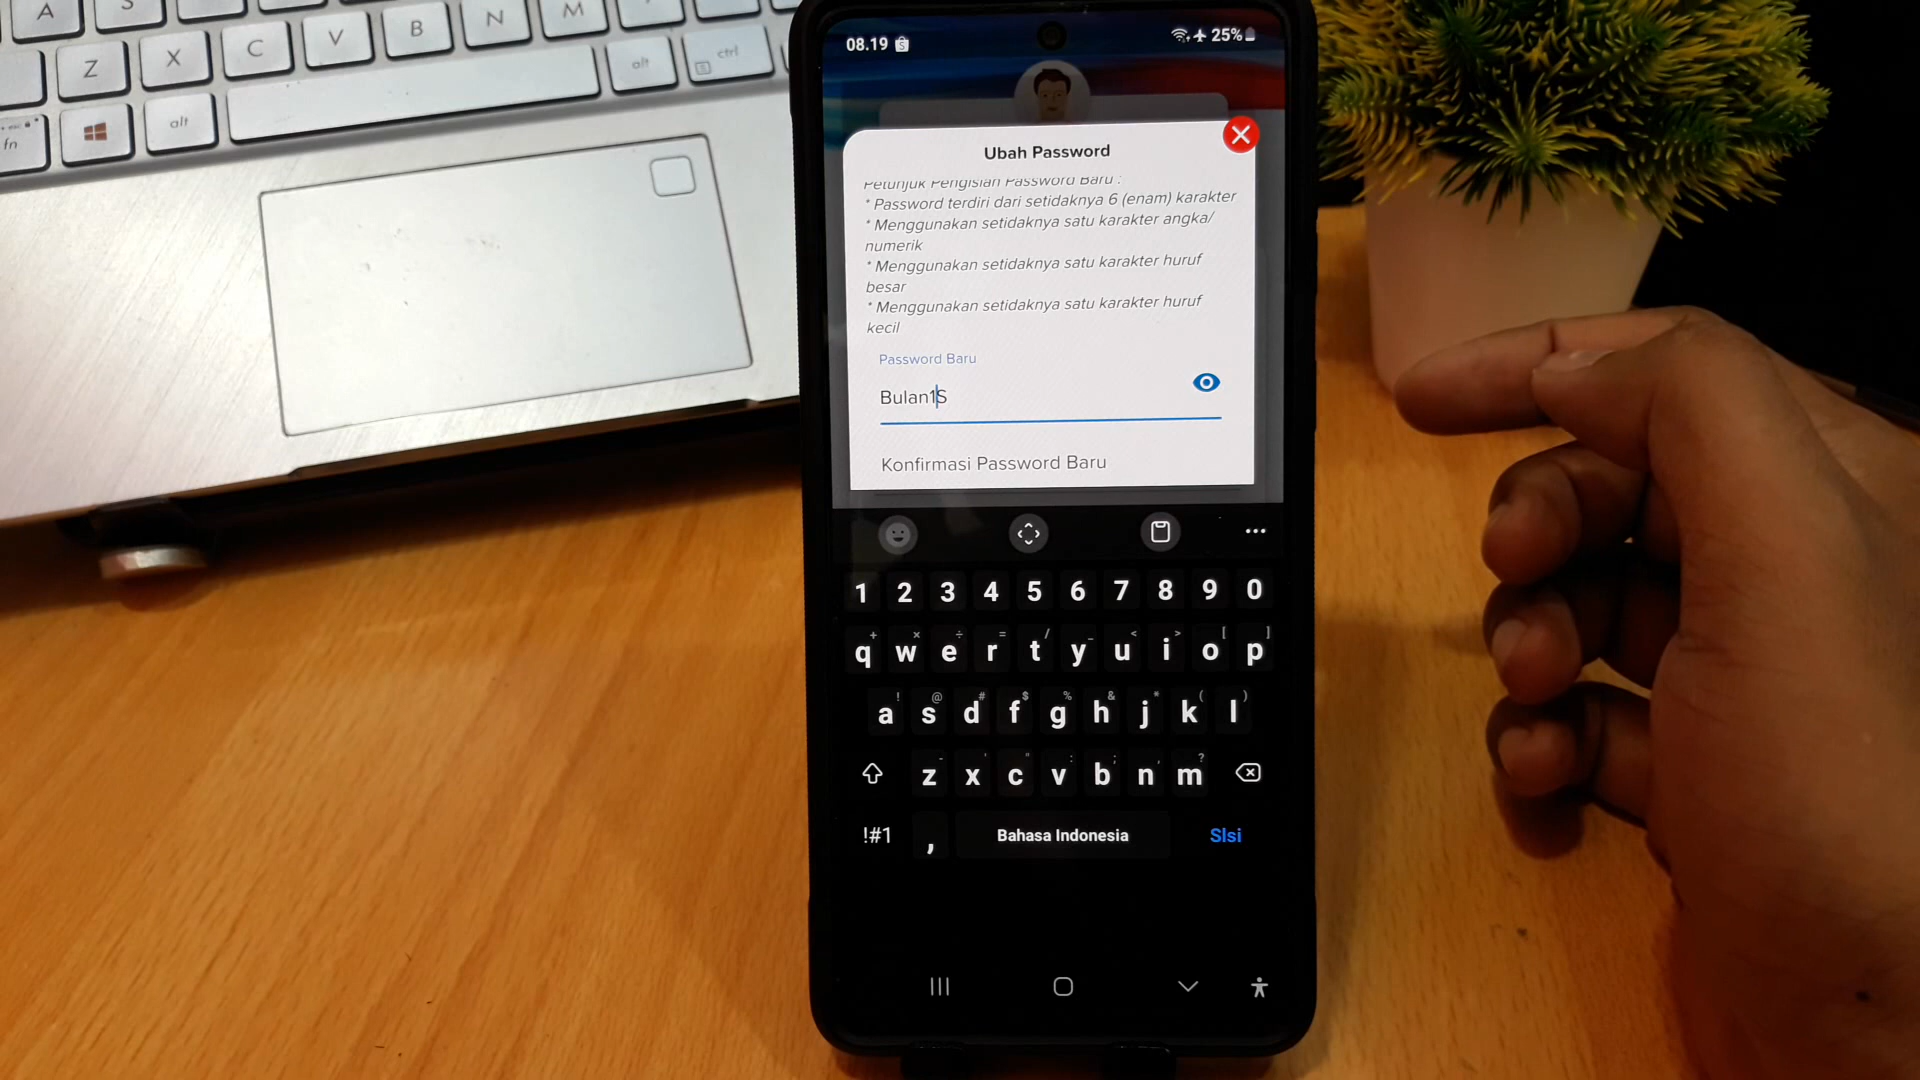 A S
Z X C V B N M alt ctrl
fn alt
08.19 25%
Ubah Password
Petunjuk Pengisian Password Baru :
* Password terdiri dari setidaknya 6 (enam) karakter
* Menggunakan setidaknya satu karakter angka/
numerik
* Menggunakan setidaknya satu karakter huruf
besar
* Menggunakan setidaknya satu karakter huruf
kecil
Password Baru
Bulan1S
Konfirmasi Password Baru
1 2 3 4 5 6 7 8 9 0
+ × ÷ = / _ < > [ ]
q w e r t y u i o p
! @ # $ % & * ( )
a s d f g h j k l
- ' " : ; , ?
z x c v b n m
!#1 , Bahasa Indonesia SIsi